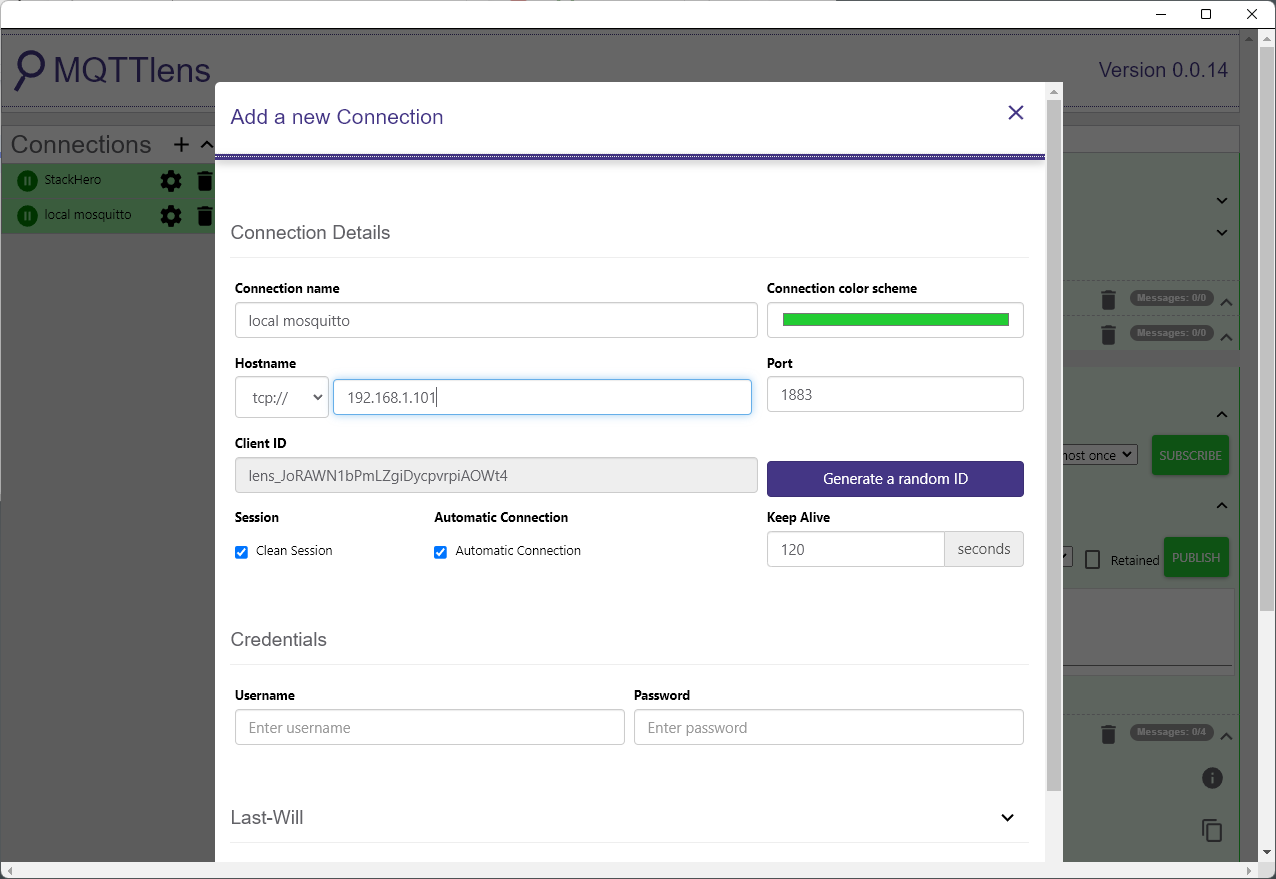 MQTTlens
Version 0.0.14
Connections
StackHero
local mosquitto
Add a new Connection
Connection Details
Connection name
Connection color scheme
local mosquitto
Hostname
Port
tcp://
192.168.1.101
1883
Client ID
lens_JoRAWN1bPmLZgiDycpvrpiAOWt4
Generate a random ID
Session
Automatic Connection
Keep Alive
Clean Session
Automatic Connection
120
seconds
Credentials
Username
Password
Enter username
Enter password
Last-Will
Messages: 0/0
Messages: 0/0
most once
SUBSCRIBE
Retained
PUBLISH
Messages: 0/4